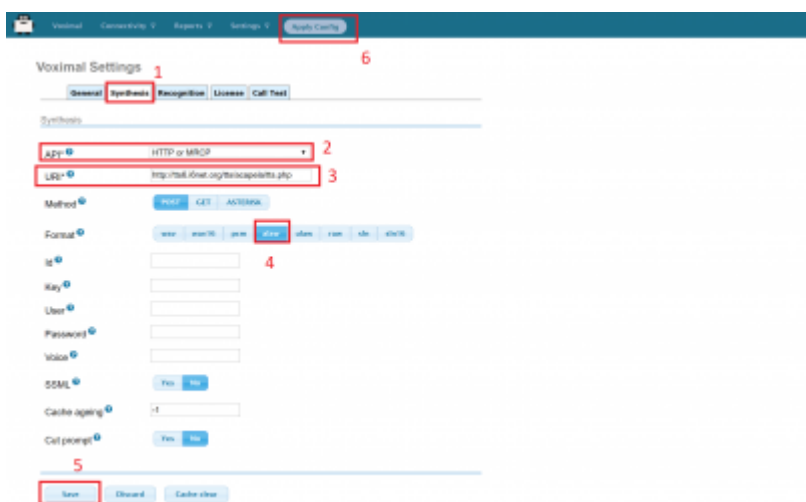 Voximal Connectivity Reports Settings Apply Config
6
Voximal Settings
1
General Synthesis Recognition License Call Test
Synthesis
API* HTTP or MRCP 2
URI* 3
Method POST GET ASTERISK
Format wav wav16 pcm alaw ulaw raw sln sln16
4
Id
Key
User
Password
Voice
SSML Yes No
Cache ageing -1
Cut prompt Yes No
5
Save Discard Cache clear